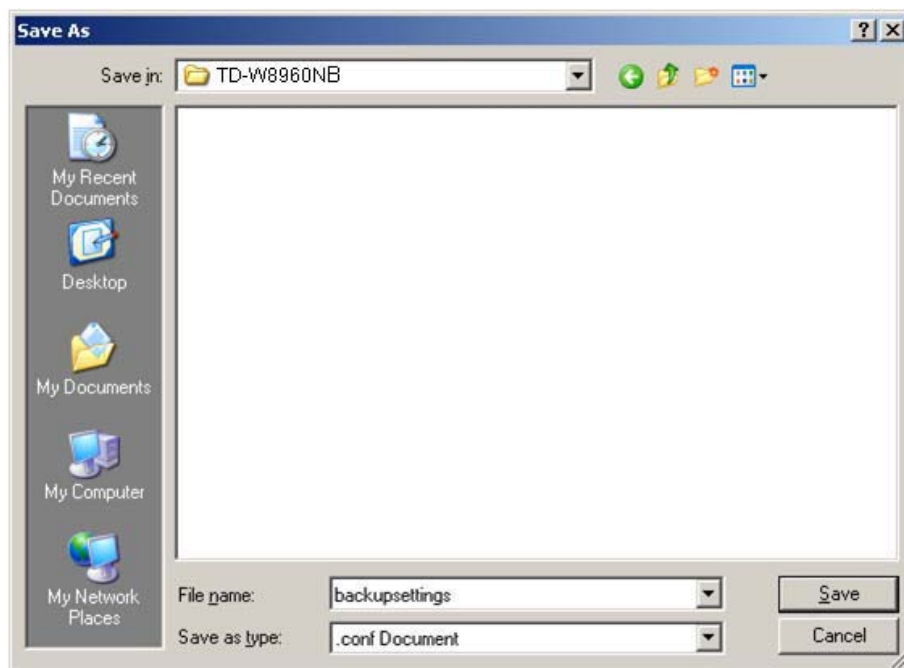 Save As
Save in: TD-W8960NB
My Recent
Documents
Desktop
My Documents
My Computer
My Network
Places
File name: backupsettings
Save
Save as type: .conf Document
Cancel